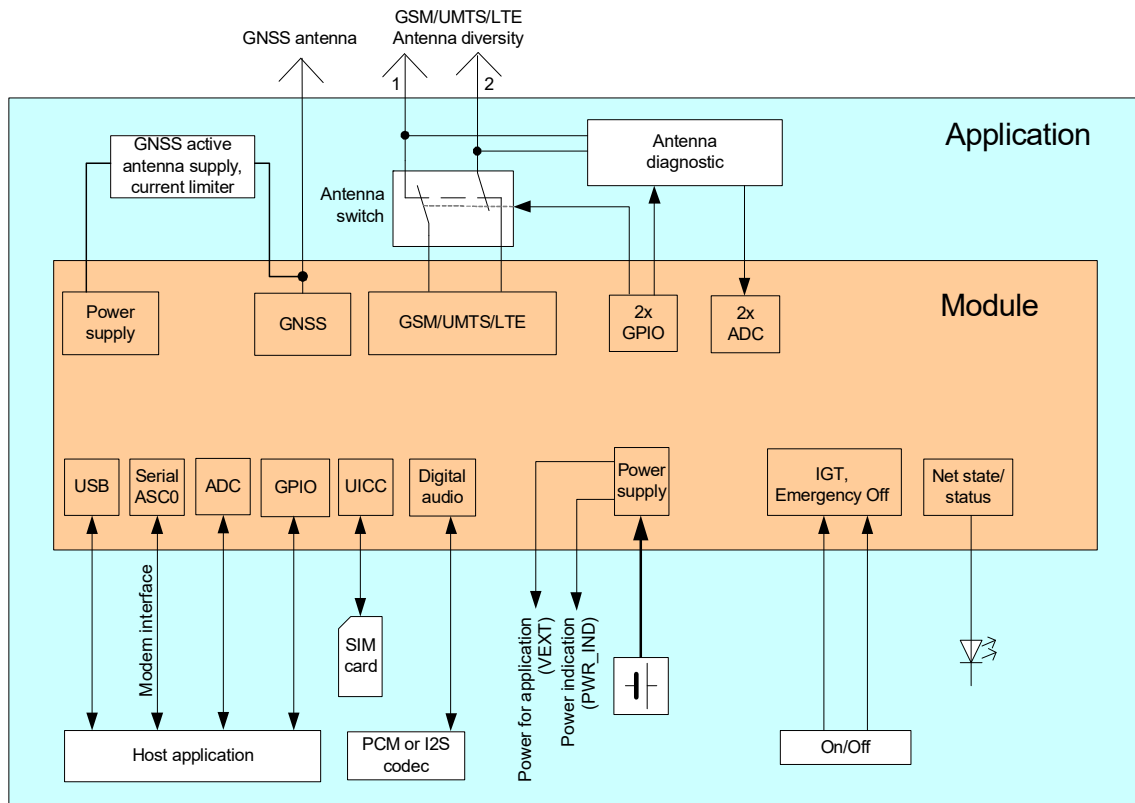 GSM/UMTS/LTE
Antenna diversity
GNSS antenna
1
2
Application
GNSS active
antenna supply,
current limiter
Antenna
diagnostic
Antenna
switch
Module
Power
supply
GNSS
GSM/UMTS/LTE
2x
GPIO
2x
ADC
USB
Serial
ASC0
ADC
GPIO
UICC
Digital
audio
Power
supply
IGT,
Emergency Off
Net state/
status
Modem interface
SIM
card
Power for application
(VEXT)
Power indication
(PWR_IND)
Host application
PCM or I2S
codec
On/Off